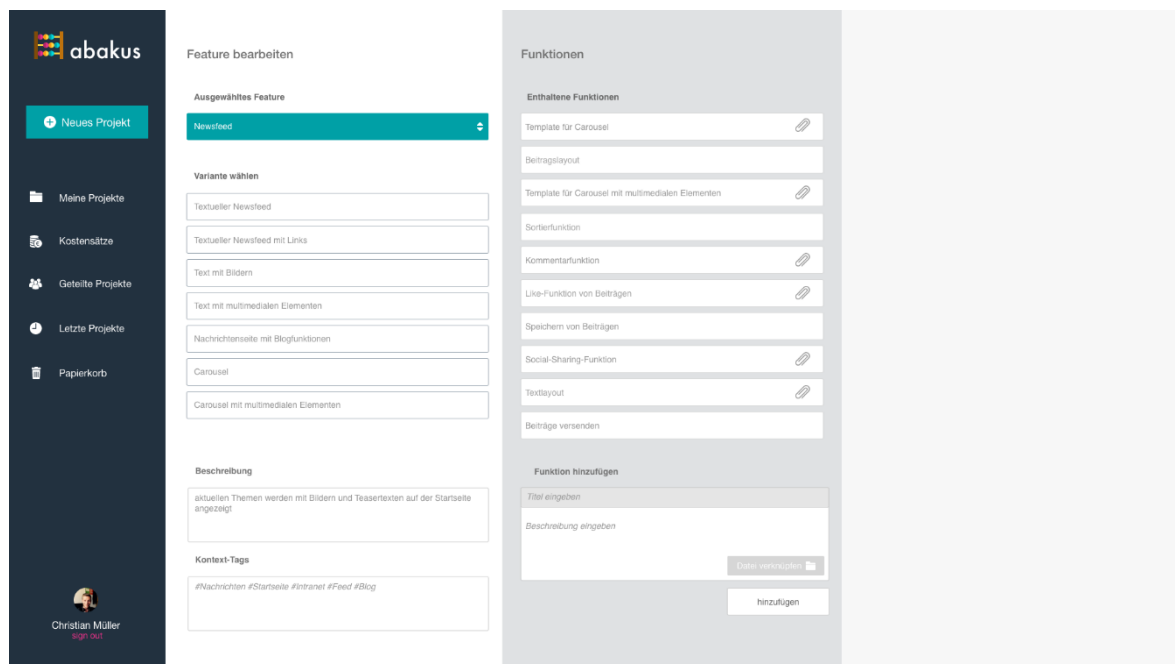 abakus
Neues Projekt
Meine Projekte
Kostensätze
Geteilte Projekte
Letzte Projekte
Papierkorb
Christian Müller
sign out
Feature bearbeiten
Ausgewähltes Feature
Newsfeed
Variante wählen
Textueller Newsfeed
Textueller Newsfeed mit Links
Text mit Bildern
Text mit multimedialen Elementen
Nachrichtenseite mit Blogfunktionen
Carousel
Carousel mit multimedialen Elementen
Beschreibung
aktuellen Themen werden mit Bildern und Teasertexten auf der Startseite
angezeigt
Kontext-Tags
#Nachrichten #Startseite #Intranet #Feed #Blog
Funktionen
Enthaltene Funktionen
Template für Carousel
Beitragslayout
Template für Carousel mit multimedialen Elementen
Sortierfunktion
Kommentarfunktion
Like-Funktion von Beiträgen
Speichern von Beiträgen
Social-Sharing-Funktion
Textlayout
Beiträge versenden
Funktion hinzufügen
Titel eingeben
Beschreibung eingeben
Datei verknüpfen
hinzufügen